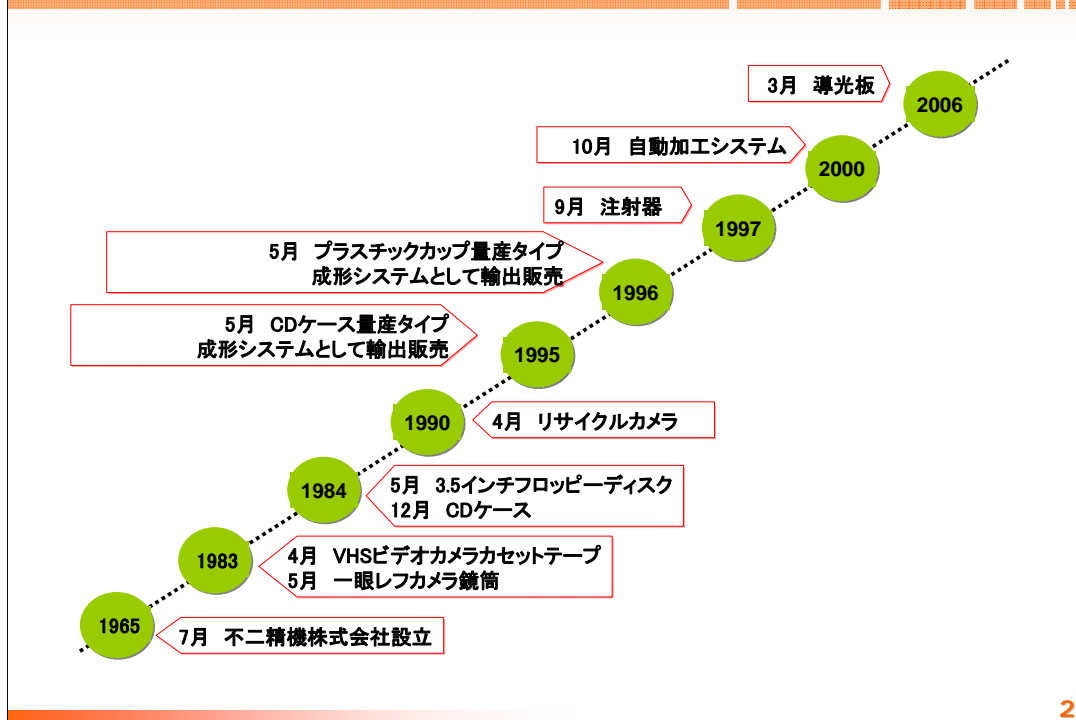 3月　導光板
2006
10月　自動加工システム
2000
9月　注射器
1997
5月　プラスチックカップ量産タイプ
成形システムとして輸出販売
1996
5月　CDケース量産タイプ
成形システムとして輸出販売
1995
1990
4月　リサイクルカメラ
1984
5月　3.5インチフロッピーディスク
12月　CDケース
1983
4月　VHSビデオカメラカセットテープ
5月　一眼レフカメラ鏡筒
1965
7月　不二精機株式会社設立
2